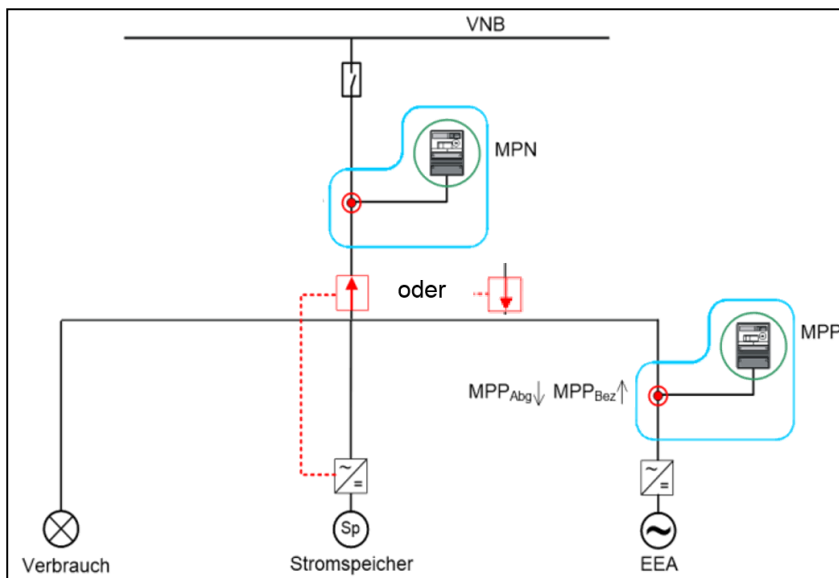 VNB
MPN
oder
MPP
MPPAbg↓ MPPBez↑
~
=
~
=
Sp
Verbrauch
Stromspeicher
EEA